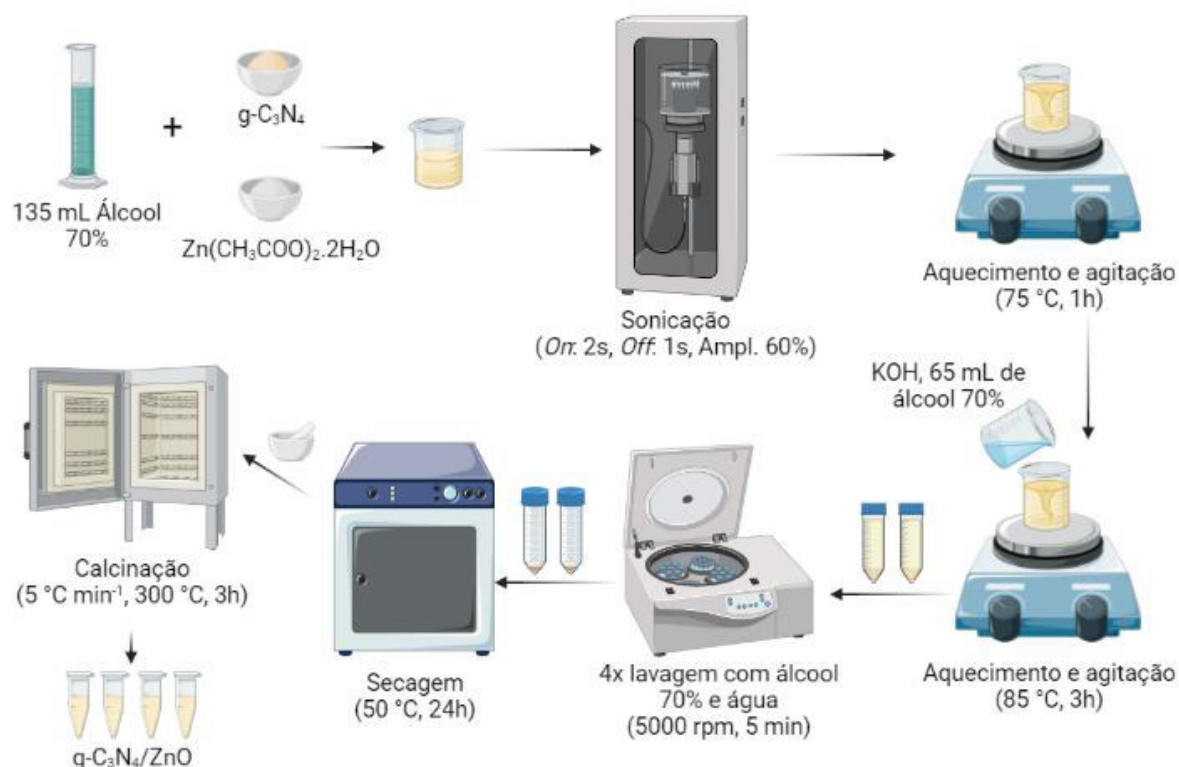 135 mL Álcool
70%
+
g-C₃N₄
Zn(CH₃COO)₂.2H₂O
Sonicação
(On: 2s, Off: 1s, Ampl. 60%)
Aquecimento e agitação
(75 °C, 1h)
KOH, 65 mL de
álcool 70%
Aquecimento e agitação
(85 °C, 3h)
4x lavagem com álcool
70% e água
(5000 rpm, 5 min)
Secagem
(50 °C, 24h)
Calcinação
(5 °C min⁻¹, 300 °C, 3h)
g-C₃N₄/ZnO